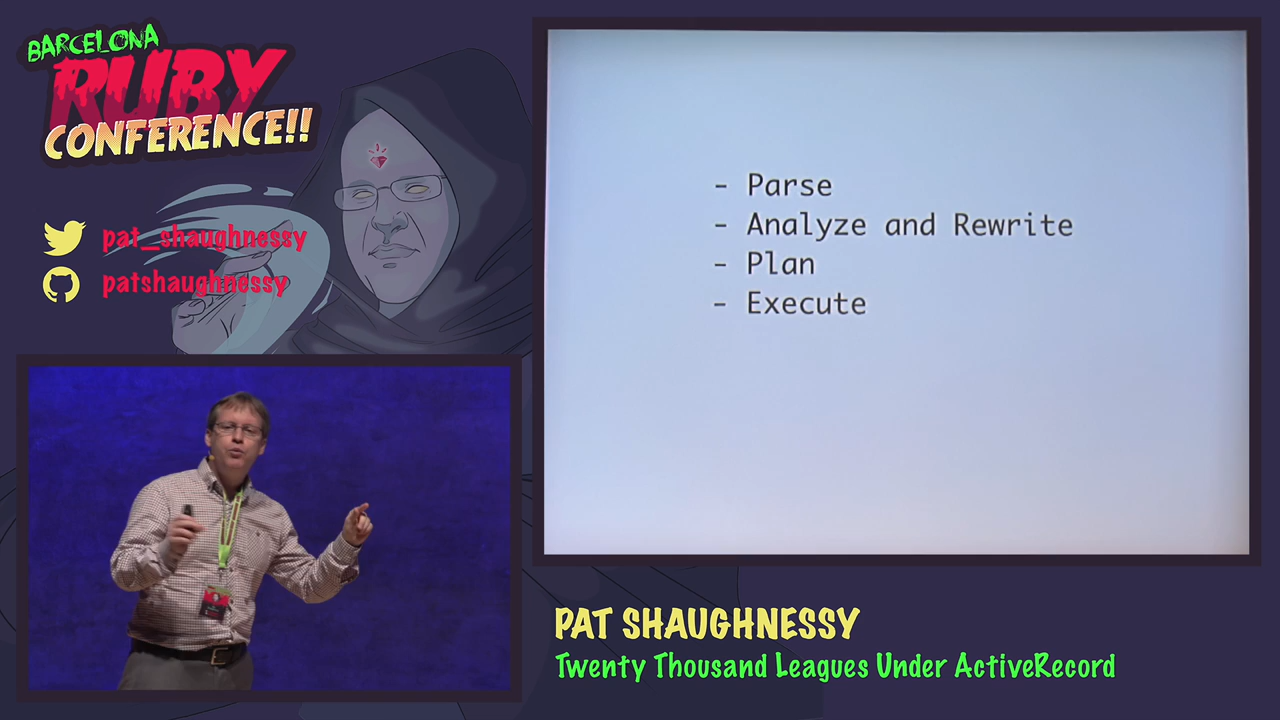 BARCELONA
RUBY
CONFERENCE!!
pat_shaughnessy
patshaughnessy
- Parse
- Analyze and Rewrite
- Plan
- Execute
PAT SHAUGHNESSY
Twenty Thousand Leagues Under ActiveRecord